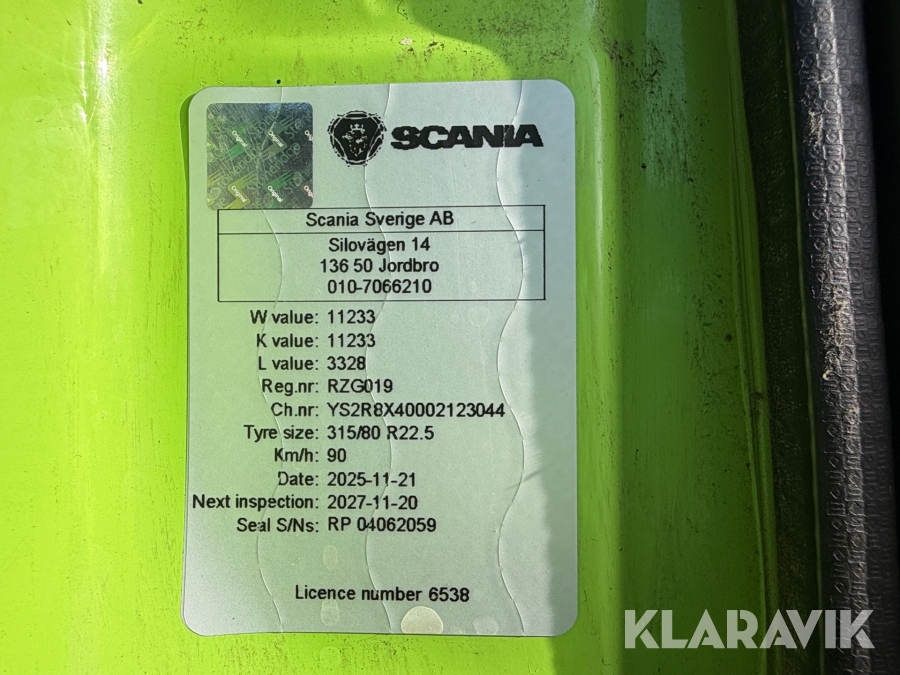 SCANIA
Scania Sverige AB
Silovägen 14
136 50 Jordbro
010-7066210
W value: 11233
K value: 11233
L value: 3328
Reg.nr: RZG019
Ch.nr: YS2R8X40002123044
Tyre size: 315/80 R22.5
Km/h: 90
Date: 2025-11-21
Next inspection: 2027-11-20
Seal S/Ns: RP 04062059
Licence number 6538
KLARAVIK